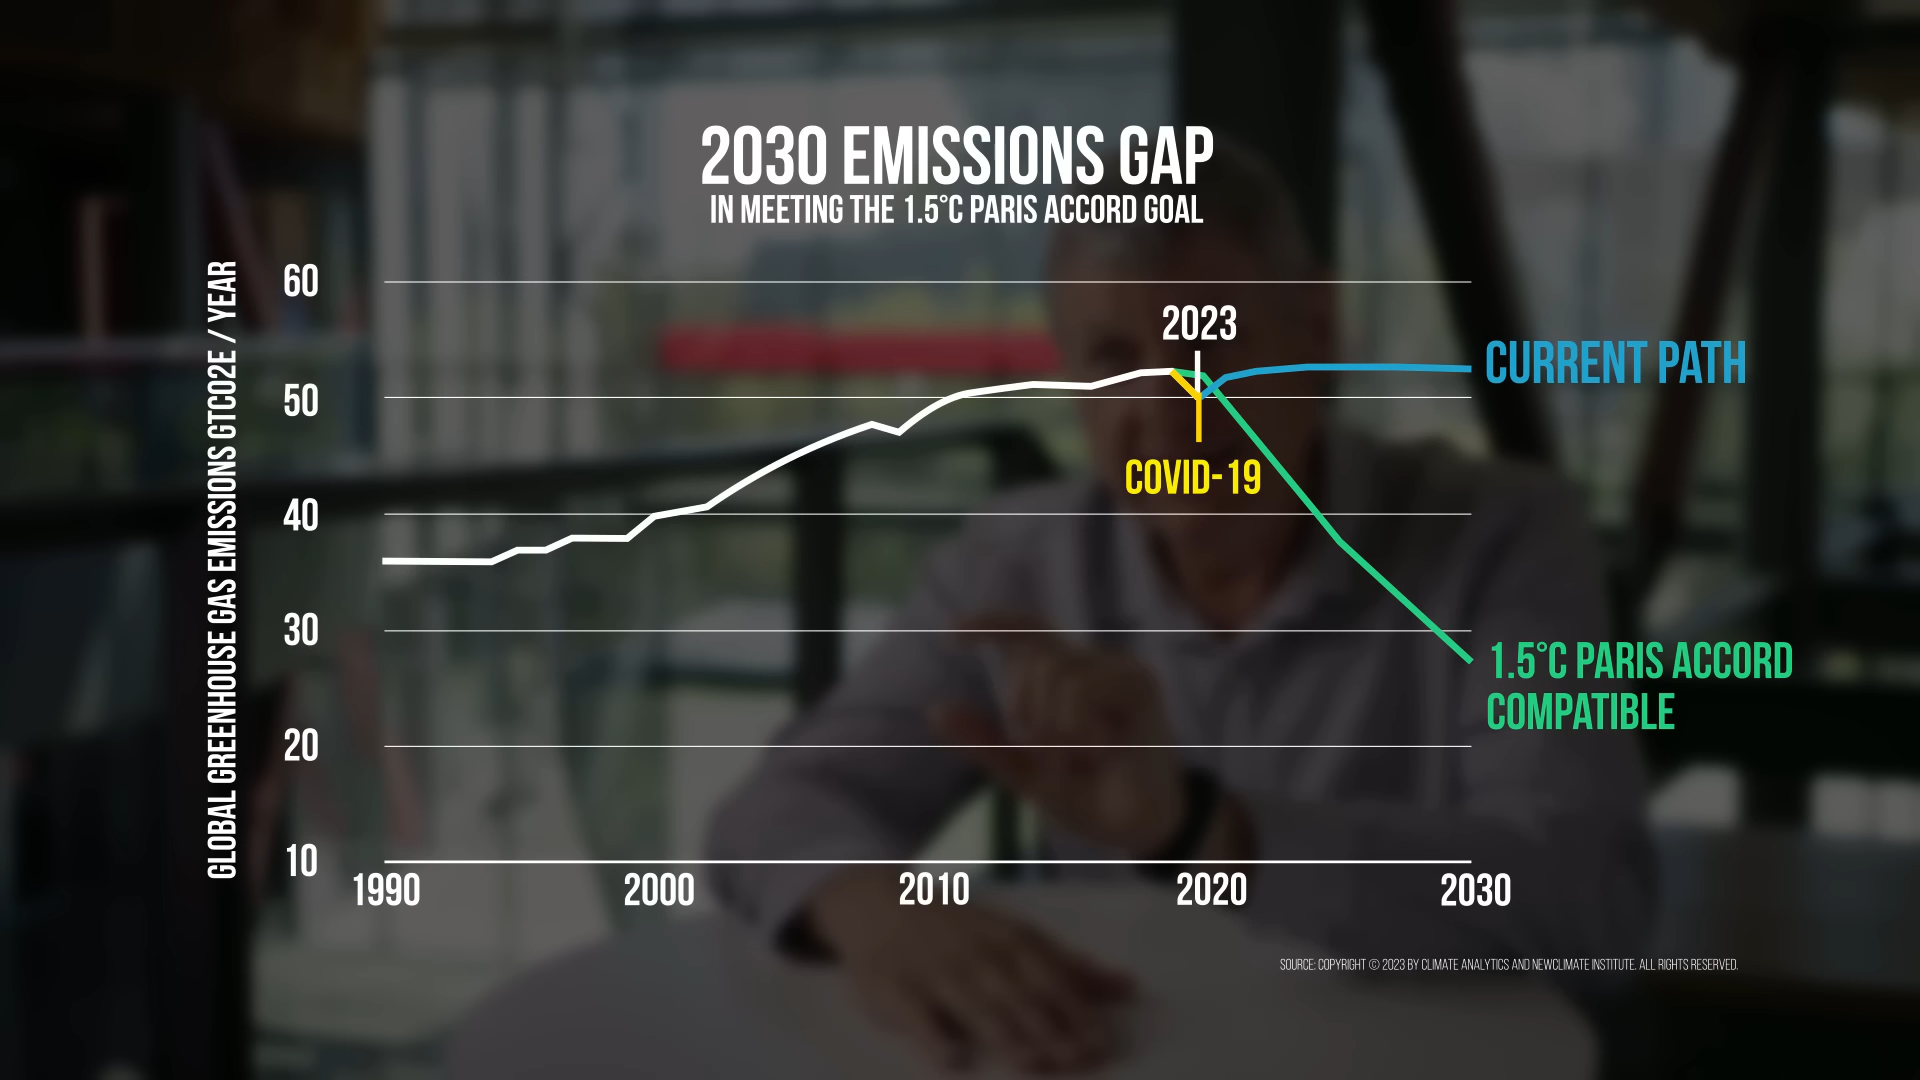 2030 EMISSIONS GAP
IN MEETING THE 1.5°C PARIS ACCORD GOAL
GLOBAL GREENHOUSE GAS EMISSIONS GTCO2E / YEAR
60
50
40
30
20
10
2023
COVID-19
CURRENT PATH
1.5°C PARIS ACCORD
COMPATIBLE
1990
2000
2010
2020
2030
SOURCE: COPYRIGHT © 2023 BY CLIMATE ANALYTICS AND NEWCLIMATE INSTITUTE. ALL RIGHTS RESERVED.